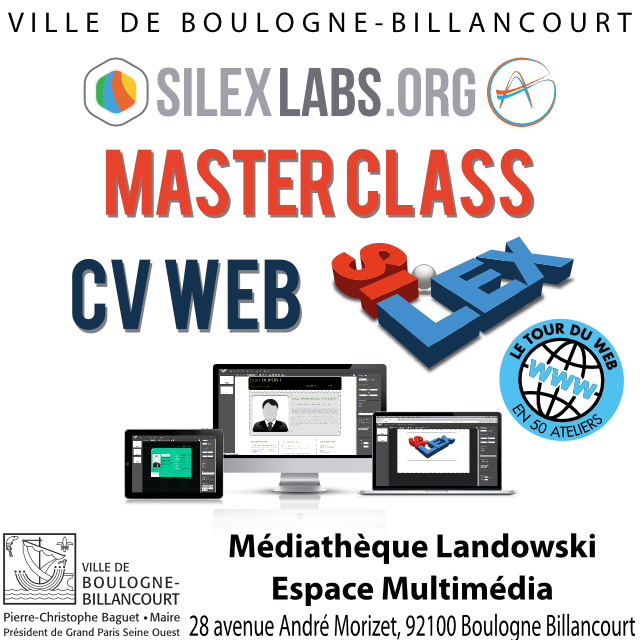 VILLE DE BOULOGNE-BILLANCOURT
SILEXLABS.ORG
MASTER CLASS
CV WEB
SILEX
LE TOUR DU WEB
WWW
EN 50 ATELIERS
SILEX
Médiathèque Landowski
Espace Multimédia
28 avenue André Morizet, 92100 Boulogne Billancourt
VILLE DE
BOULOGNE-
BILLANCOURT
Pierre-Christophe Baguet • Maire
Président de Grand Paris Seine Ouest